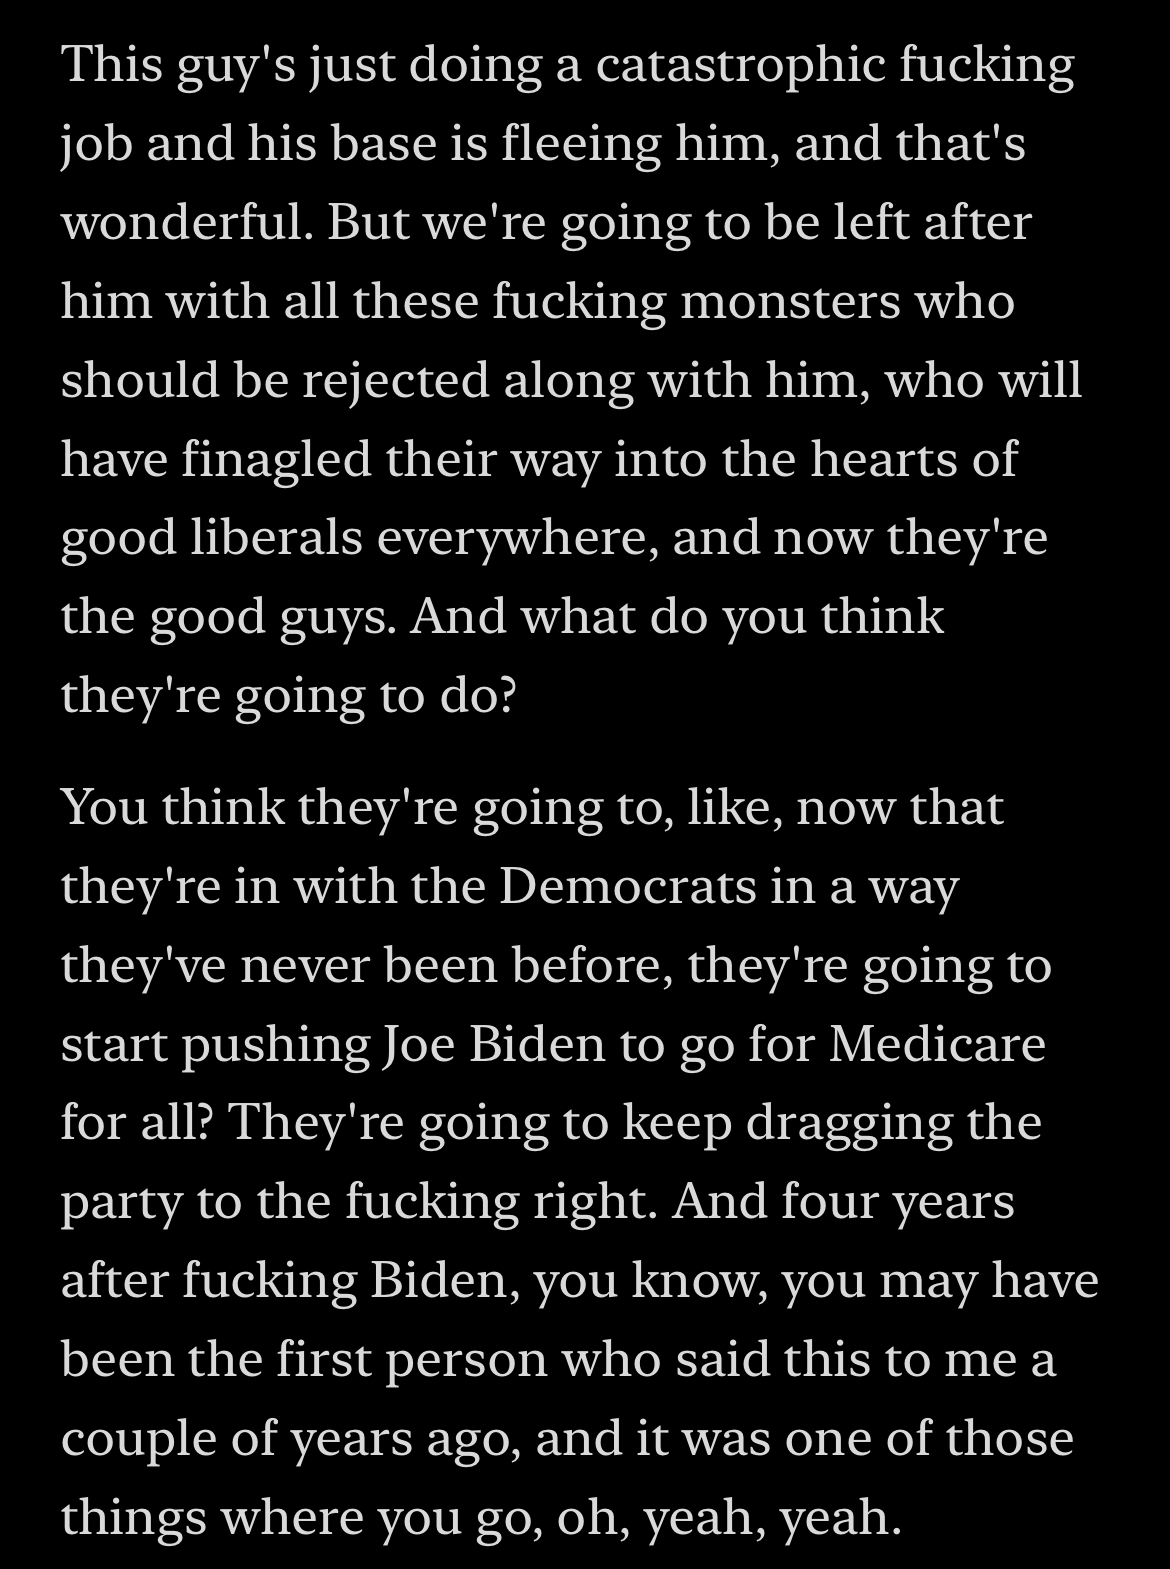 This guy's just doing a catastrophic fucking
job and his base is fleeing him, and that's
wonderful. But we're going to be left after
him with all these fucking monsters who
should be rejected along with him, who will
have finagled their way into the hearts of
good liberals everywhere, and now they're
the good guys. And what do you think
they're going to do?
You think they're going to, like, now that
they're in with the Democrats in a way
they've never been before, they're going to
start pushing Joe Biden to go for Medicare
for all? They're going to keep dragging the
party to the fucking right. And four years
after fucking Biden, you know, you may have
been the first person who said this to me a
couple of years ago, and it was one of those
things where you go, oh, yeah, yeah.